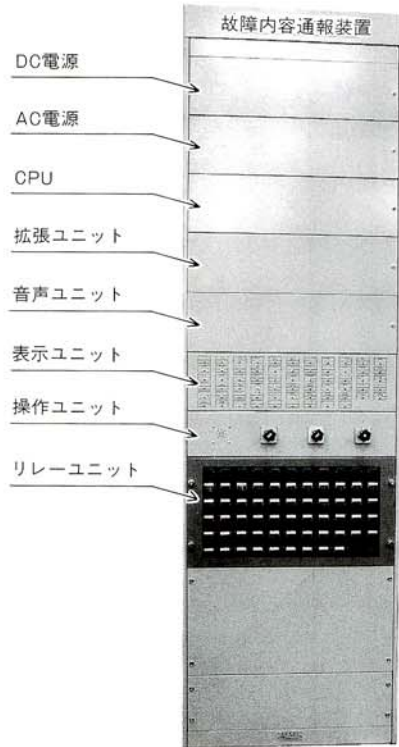 故障内容通報装置
DC電源
AC電源
CPU
拡張ユニット
音声ユニット
表示ユニット
操作ユニット
リレーユニット